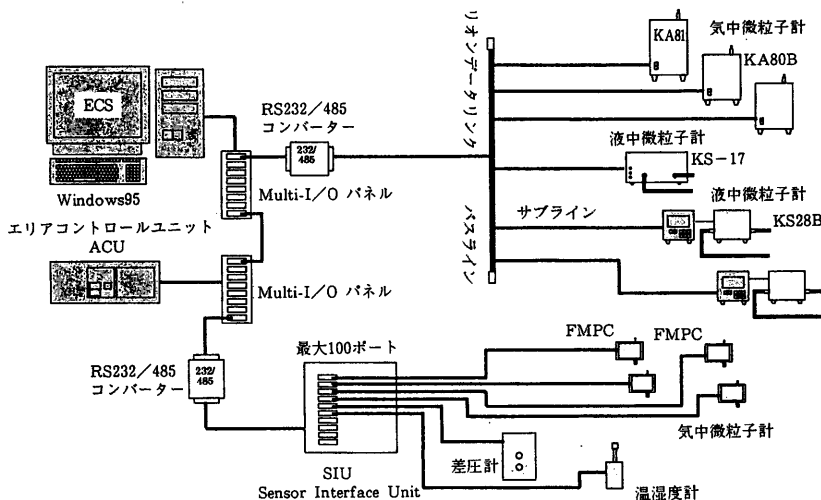 ECS
Windows95
エリアコントロールユニット
ACU
RS232／485
コンバーター
232/
485
Multi-I／O パネル
Multi-I／O パネル
RS232／485
コンバーター
232/
485
リオンデータリンク
バスライン
サブライン
KA81
気中微粒子計
KA80B
液中微粒子計
KS－17
液中微粒子計
KS28B
最大100ポート
SIU
Sensor Interface Unit
FMPC
FMPC
気中微粒子計
差圧計
温湿度計